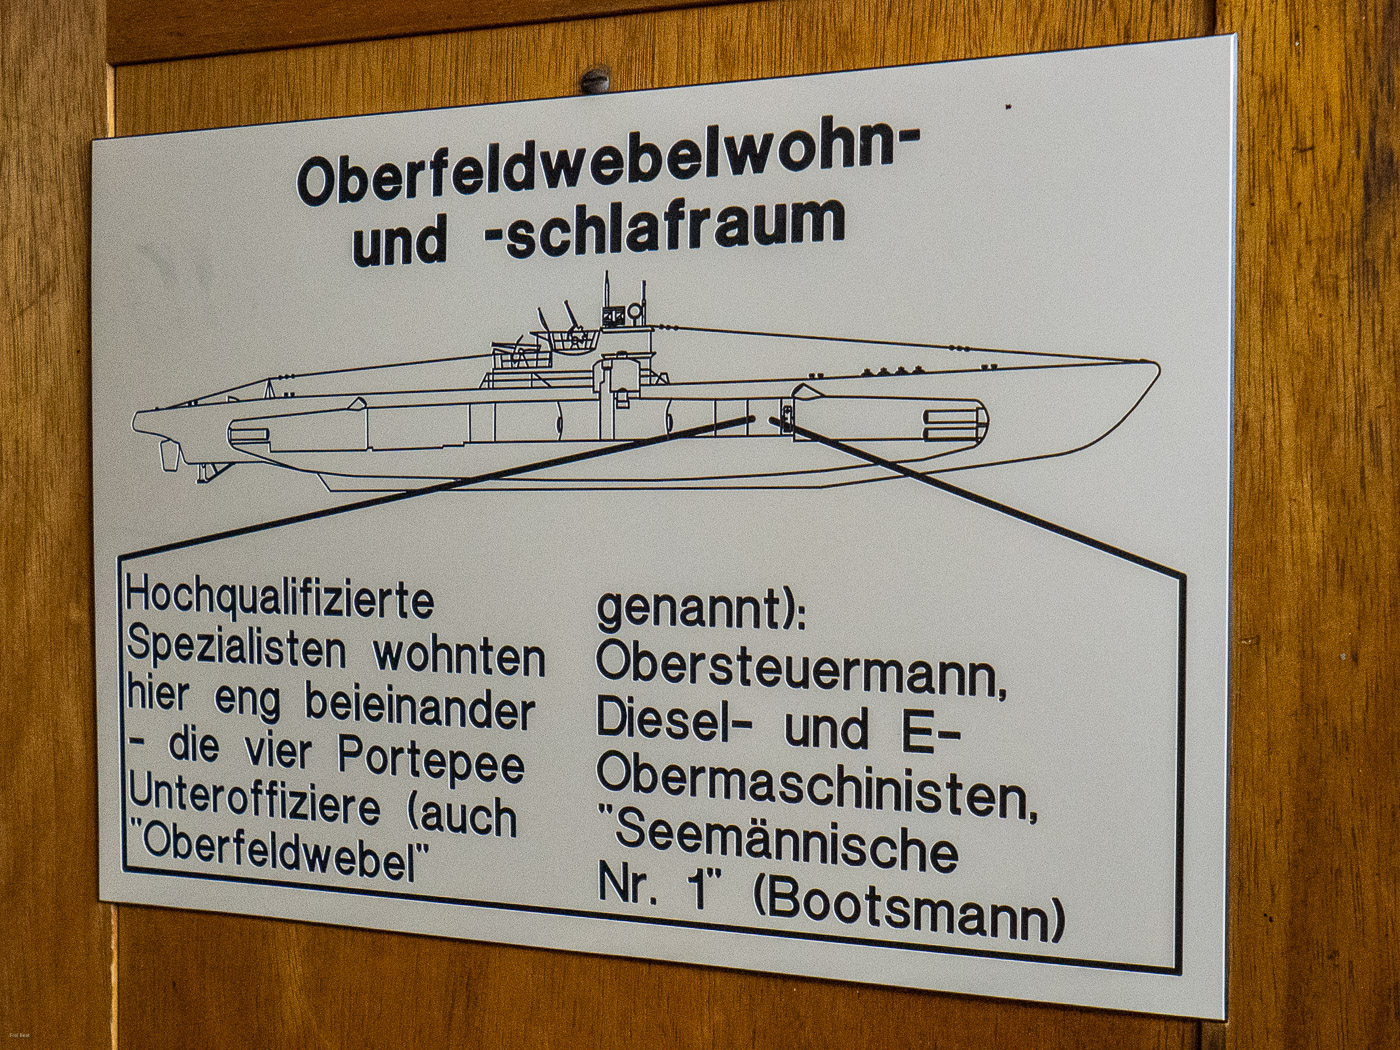 Oberfeldwebelwohn-
und -schlafraum
Hochqualifizierte
Spezialisten wohnten
hier eng beieinander
- die vier Portepee
Unteroffiziere (auch
"Oberfeldwebel"
genannt):
Obersteuermann,
Diesel- und E-
Obermaschinisten,
"Seemännische
Nr. 1" (Bootsmann)